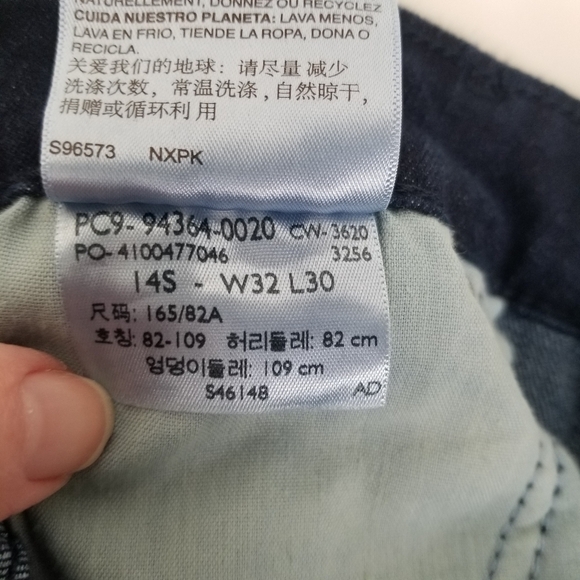 NATURELLEMENT, DONNEZ OU RECYCLEZ
CUIDA NUESTRO PLANETA: LAVA MENOS,
LAVA EN FRIO, TIENDE LA ROPA, DONA O
RECICLA.
关爱我们的地球：请尽量 减少
洗涤次数，常温洗涤，自然晾干，
捐赠或循环利 用
S96573 NXPK
PC9- 94364-0020 CW- 3620
PO- 4100477046 3256
14S - W32 L30
尺码: 165/82A
호칭: 82-109 허리둘레: 82 cm
엉덩이둘레: 109 cm
S46148 AD